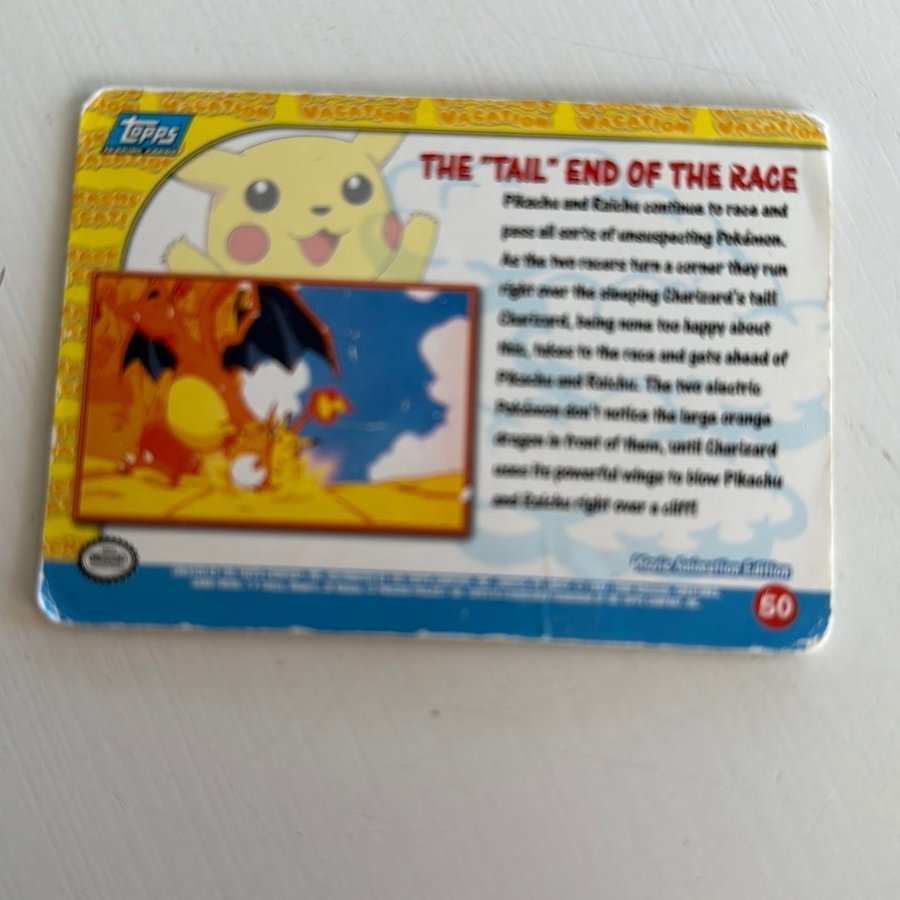 VACATION VACATION VACATION VACATION VACATION
Topps
THE "TAIL" END OF THE RACE
Pikachu and Raichu continue to race and
pass all sorts of unsuspecting Pokémon.
As the two racers turn a corner they run
right over the sleeping Charizard's tail!
Charizard, being none too happy about
this, takes to the race and gets ahead of
Pikachu and Raichu. The two electric
Pokémon don't notice the large orange
dragon in front of them, until Charizard
uses its powerful wings to blow Pikachu
and Raichu right over a cliff!
Movie Animation Edition
50